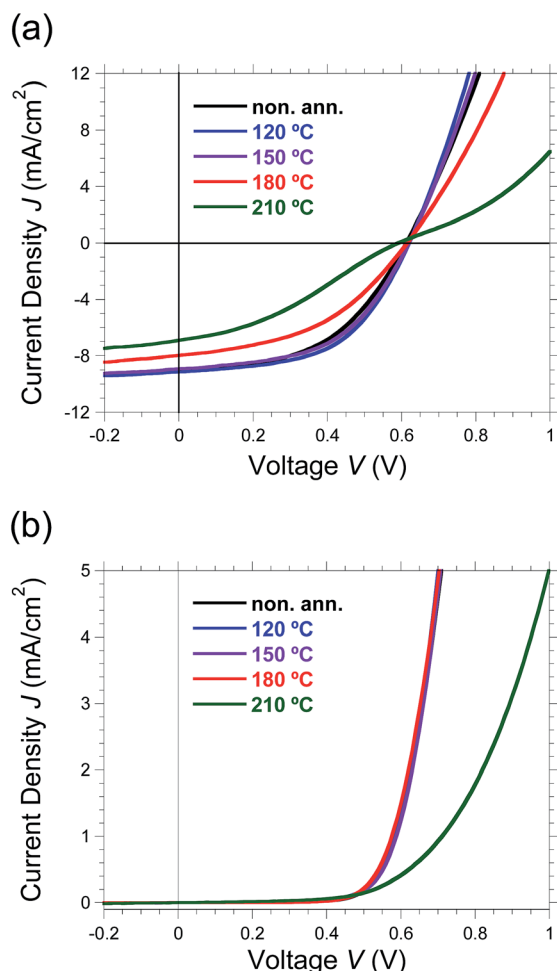 (a)
12
8
4
0
-4
-8
-12
Current Density J (mA/cm²)
non. ann.
120 ºC
150 ºC
180 ºC
210 ºC
-0.2 0 0.2 0.4 0.6 0.8 1
Voltage V (V)
(b)
5
4
3
2
1
0
Current Density J (mA/cm²)
non. ann.
120 ºC
150 ºC
180 ºC
210 ºC
-0.2 0 0.2 0.4 0.6 0.8 1
Voltage V (V)